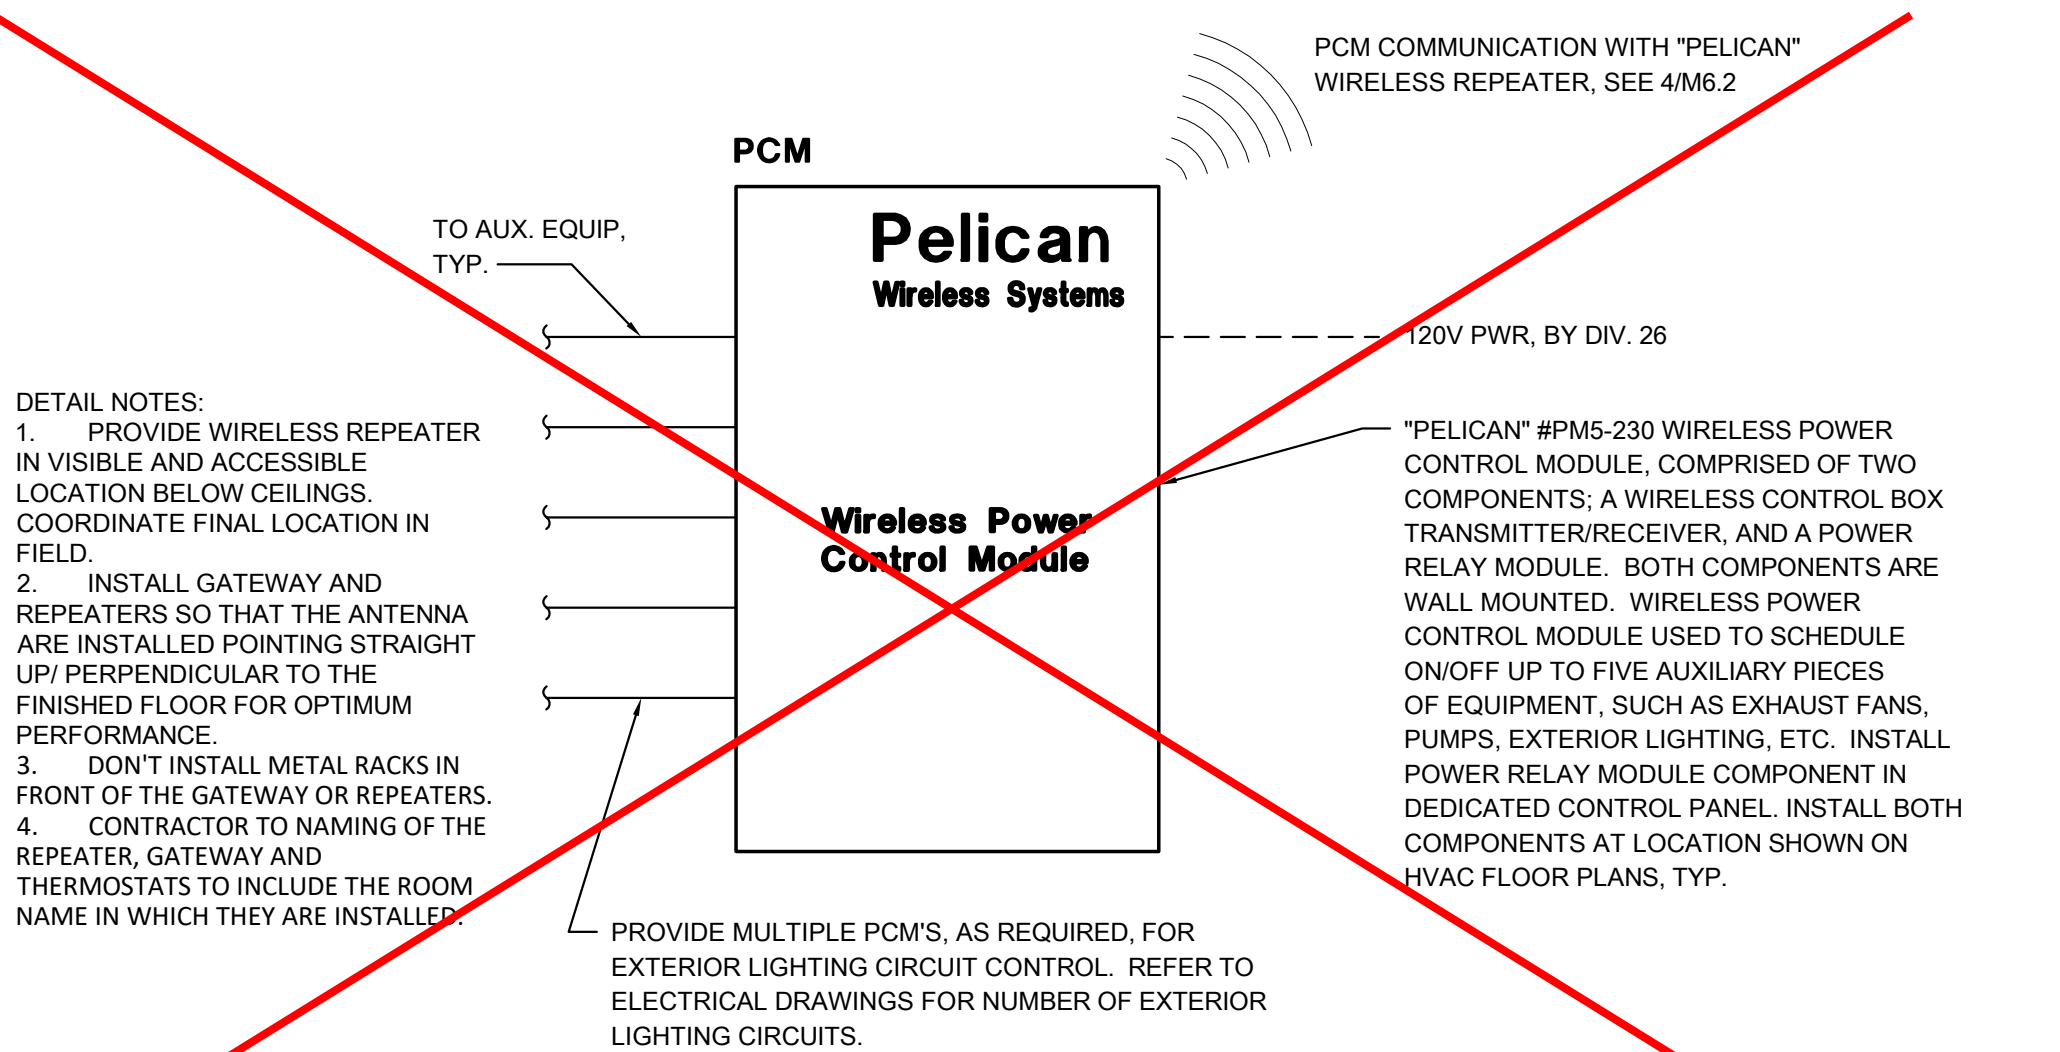 PCM COMMUNICATION WITH "PELICAN"
WIRELESS REPEATER, SEE 4/M6.2
PCM
TO AUX. EQUIP,
TYP.
Pelican
Wireless Systems
120V PWR, BY DIV. 26
DETAIL NOTES:
1. PROVIDE WIRELESS REPEATER
IN VISIBLE AND ACCESSIBLE
LOCATION BELOW CEILINGS.
COORDINATE FINAL LOCATION IN
FIELD.
2. INSTALL GATEWAY AND
REPEATERS SO THAT THE ANTENNA
ARE INSTALLED POINTING STRAIGHT
UP/ PERPENDICULAR TO THE
FINISHED FLOOR FOR OPTIMUM
PERFORMANCE.
3. DON'T INSTALL METAL RACKS IN
FRONT OF THE GATEWAY OR REPEATERS.
4. CONTRACTOR TO NAMING OF THE
REPEATER, GATEWAY AND
THERMOSTATS TO INCLUDE THE ROOM
NAME IN WHICH THEY ARE INSTALLED.
Wireless Power
Control Module
"PELICAN" #PM5-230 WIRELESS POWER
CONTROL MODULE, COMPRISED OF TWO
COMPONENTS; A WIRELESS CONTROL BOX
TRANSMITTER/RECEIVER, AND A POWER
RELAY MODULE. BOTH COMPONENTS ARE
WALL MOUNTED. WIRELESS POWER
CONTROL MODULE USED TO SCHEDULE
ON/OFF UP TO FIVE AUXILIARY PIECES
OF EQUIPMENT, SUCH AS EXHAUST FANS,
PUMPS, EXTERIOR LIGHTING, ETC. INSTALL
POWER RELAY MODULE COMPONENT IN
DEDICATED CONTROL PANEL. INSTALL BOTH
COMPONENTS AT LOCATION SHOWN ON
HVAC FLOOR PLANS, TYP.
PROVIDE MULTIPLE PCM'S, AS REQUIRED, FOR
EXTERIOR LIGHTING CIRCUIT CONTROL. REFER TO
ELECTRICAL DRAWINGS FOR NUMBER OF EXTERIOR
LIGHTING CIRCUITS.